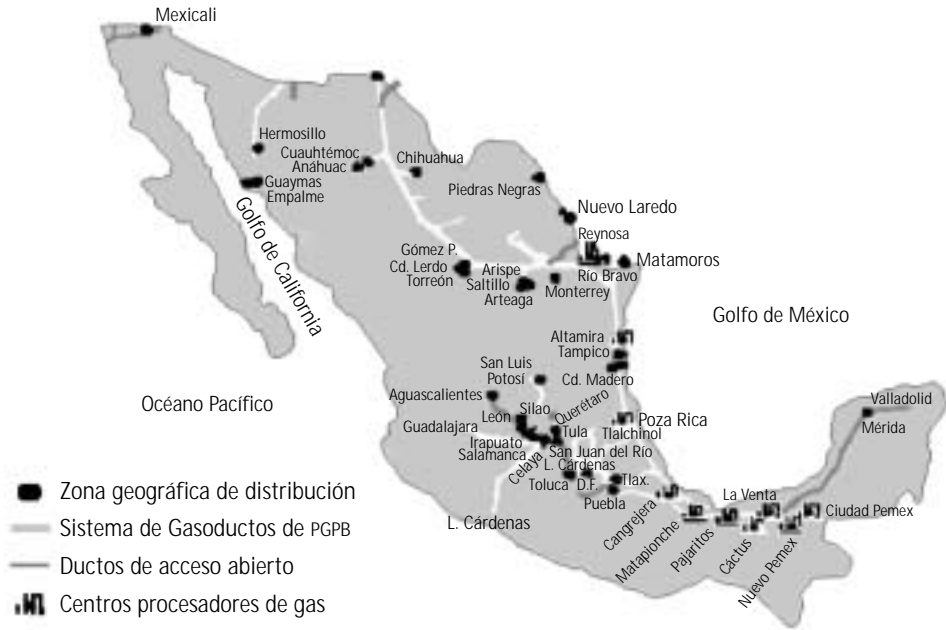 Mexicali
Hermosillo
Cuauhtémoc
Anáhuac
Chihuahua
Guaymas
Empalme
Piedras Negras
Nuevo Laredo
Golfo de California
Reynosa
Gómez P.
Cd. Lerdo
Torreón
Arispe
Saltillo
Arteaga
Monterrey
Río Bravo
Matamoros
Golfo de México
Altamira
Tampico
San Luis
Potosí
Cd. Madero
Océano Pacífico
Aguascalientes
Silao
León
Querétaro
Poza Rica
Valladolid
Guadalajara
Tula
Tlalchinol
Mérida
Irapuato
Salamanca
San Juan del Río
Celaya
L. Cárdenas
Toluca
D.F.
Tlax.
Puebla
La Venta
L. Cárdenas
Cangrejera
Ciudad Pemex
Matapionche
Pajaritos
Cáctus
Nuevo Pemex
Zona geográfica de distribución
Sistema de Gasoductos de PGPB
Ductos de acceso abierto
Centros procesadores de gas